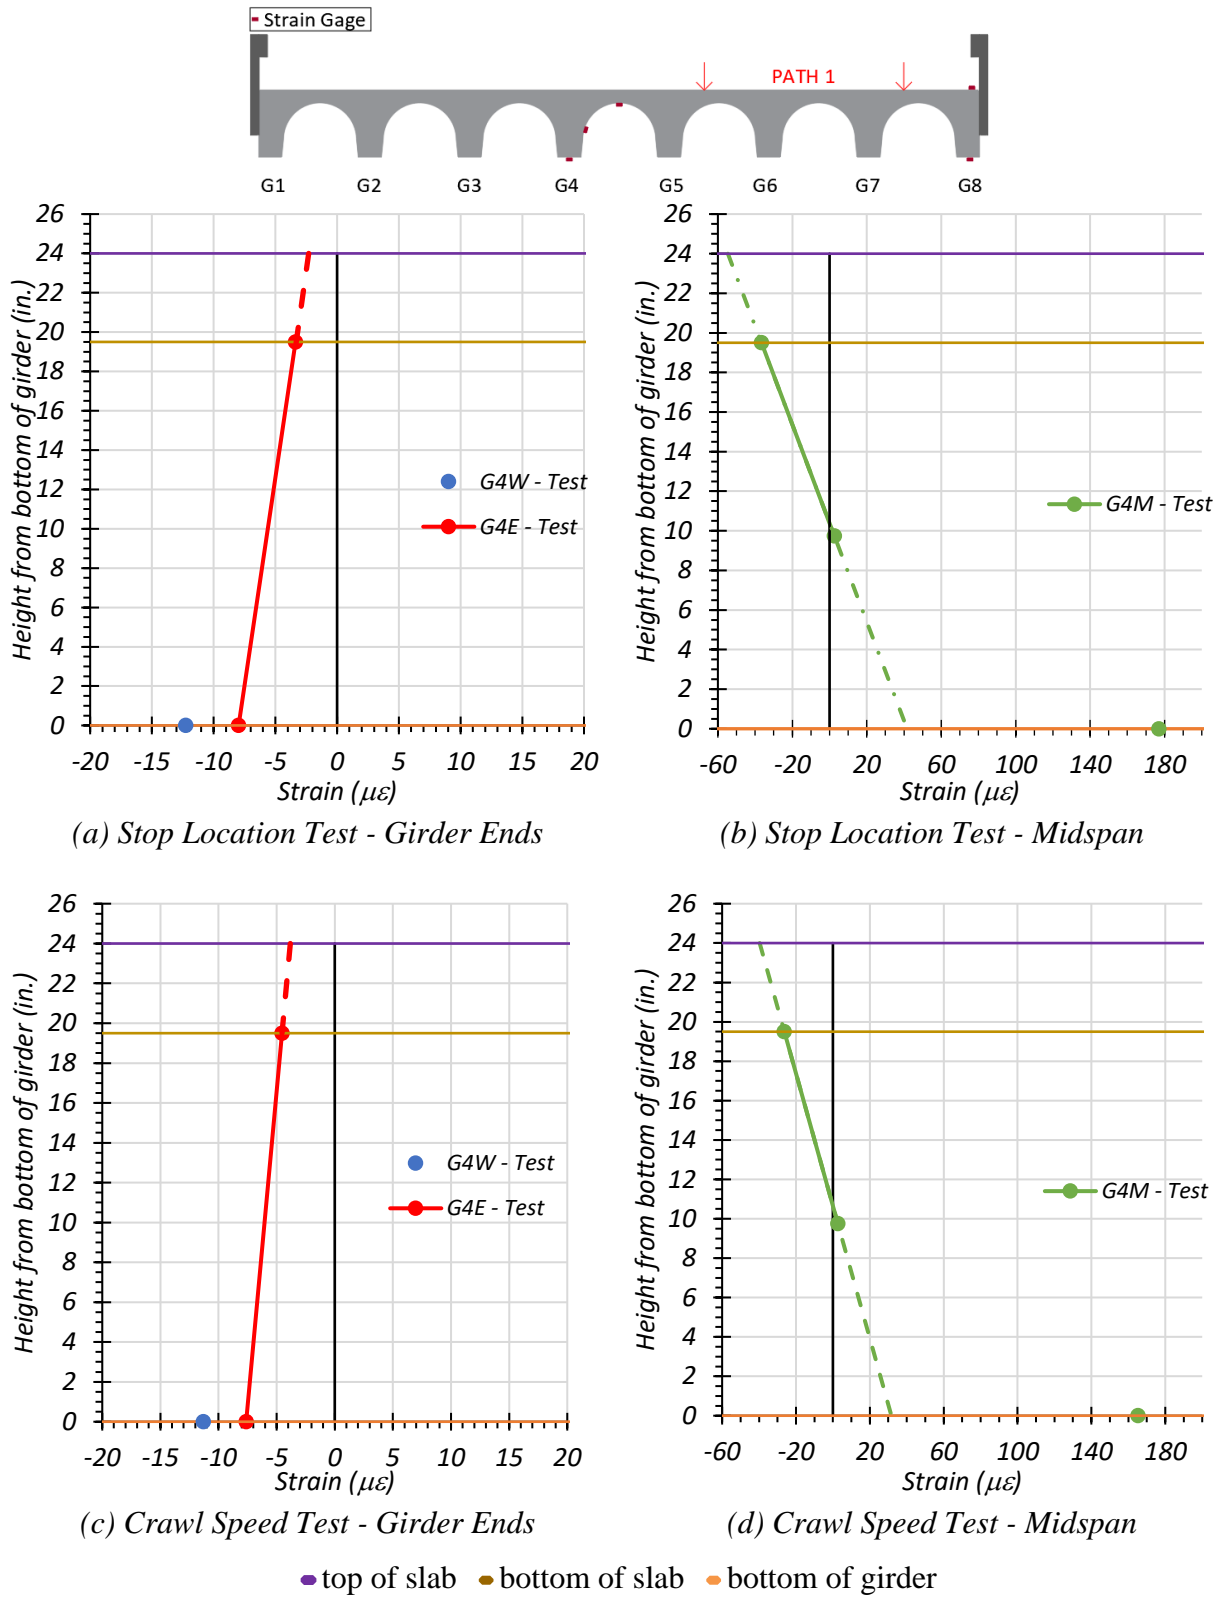 Strain Gage
PATH 1
G1 G2 G3 G4 G5 G6 G7 G8
Height from bottom of girder (in.)
26
24
22
20
18
16
14
12
10
8
6
4
2
0
-20 -15 -10 -5 0 5 10 15 20
Strain (με)
G4W - Test
G4E - Test
(a) Stop Location Test - Girder Ends
Height from bottom of girder (in.)
26
24
22
20
18
16
14
12
10
8
6
4
2
0
-60 -20 20 60 100 140 180
Strain (με)
G4M - Test
(b) Stop Location Test - Midspan
Height from bottom of girder (in.)
26
24
22
20
18
16
14
12
10
8
6
4
2
0
-20 -15 -10 -5 0 5 10 15 20
Strain (με)
G4W - Test
G4E - Test
(c) Crawl Speed Test - Girder Ends
Height from bottom of girder (in.)
26
24
22
20
18
16
14
12
10
8
6
4
2
0
-60 -20 20 60 100 140 180
Strain (με)
G4M - Test
(d) Crawl Speed Test - Midspan
top of slab bottom of slab bottom of girder